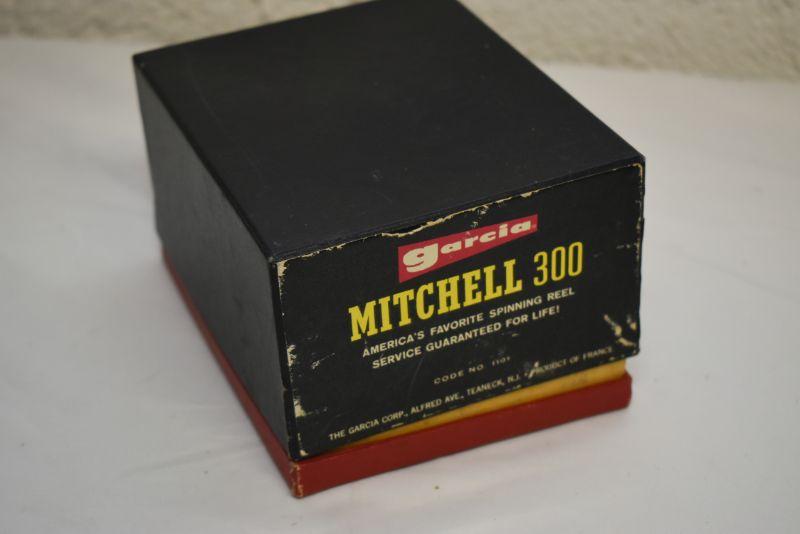 garcia
MITCHELL 300
AMERICA'S FAVORITE SPINNING REEL
SERVICE GUARANTEED FOR LIFE!
CODE NO. 1101
THE GARCIA CORP., ALFRED AVE., TEANECK, N.J. • PRODUCT OF FRANCE